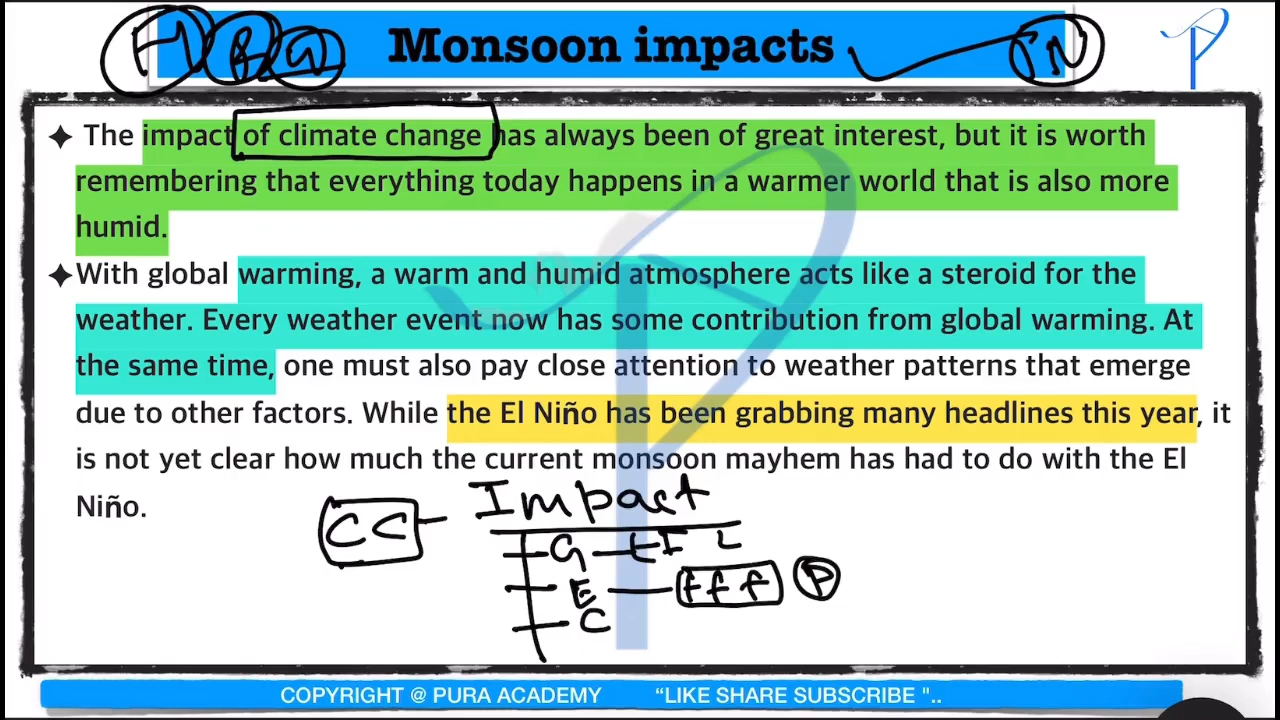 Monsoon impacts
The impact of climate change has always been of great interest, but it is worth
remembering that everything today happens in a warmer world that is also more
humid.
With global warming, a warm and humid atmosphere acts like a steroid for the
weather. Every weather event now has some contribution from global warming. At
the same time, one must also pay close attention to weather patterns that emerge
due to other factors. While the El Niño has been grabbing many headlines this year, it
is not yet clear how much the current monsoon mayhem has had to do with the El
Niño.
CC - Impact
G
E - fff P
C
COPYRIGHT @ PURA ACADEMY “LIKE SHARE SUBSCRIBE "..